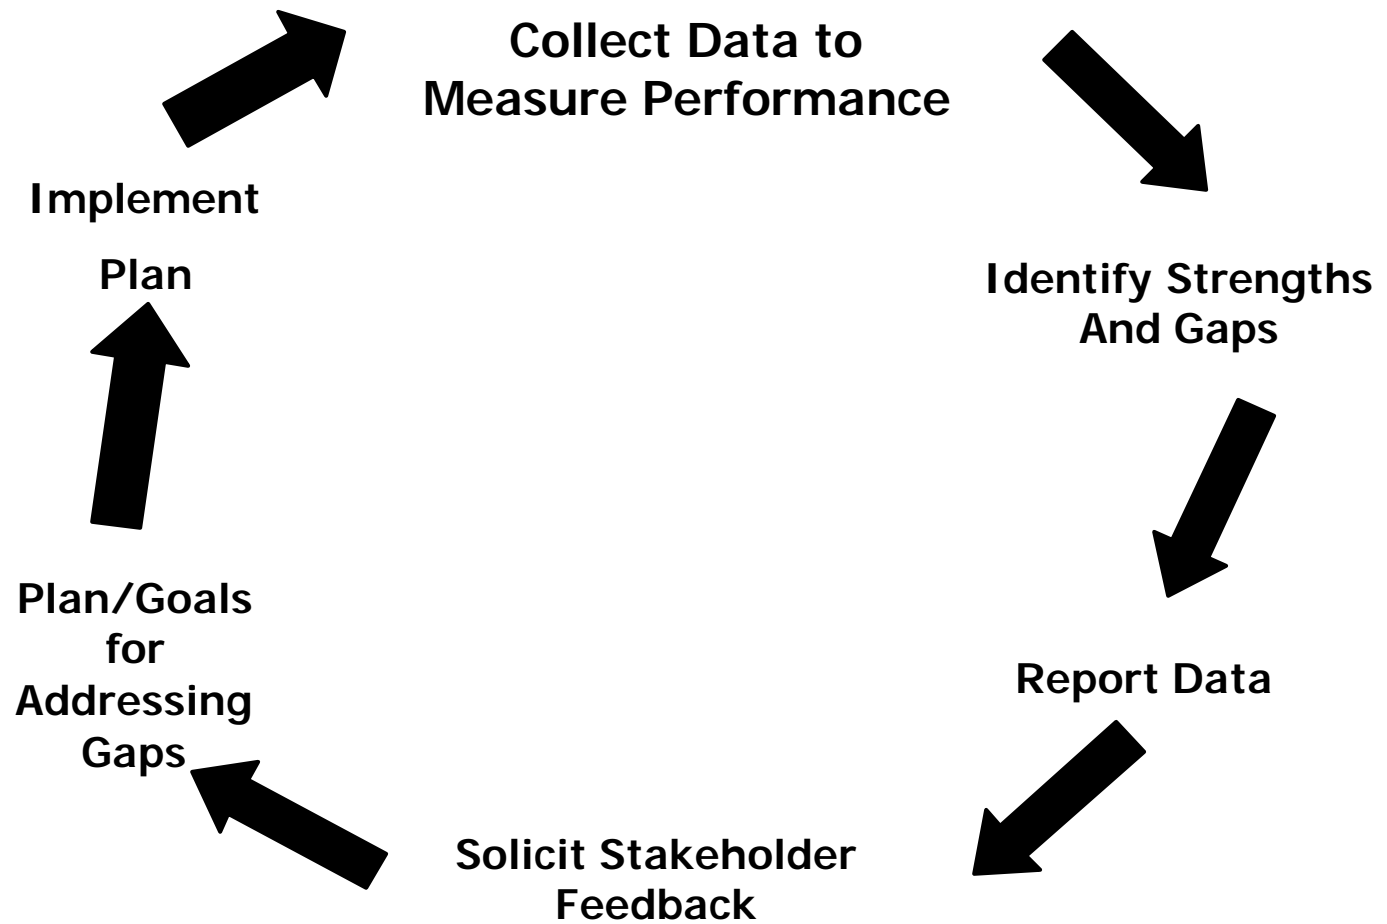 Collect Data to
Measure Performance
Identify Strengths
And Gaps
Report Data
Solicit Stakeholder
Feedback
Plan/Goals
for
Addressing
Gaps
Implement
Plan